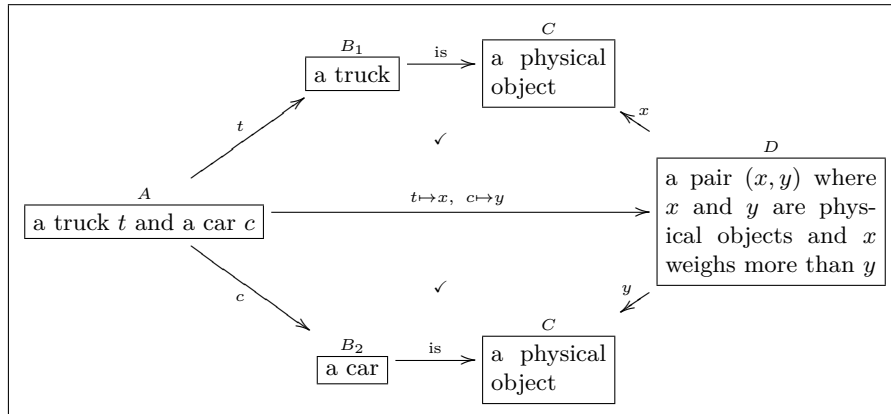 B₁
a truck
is
C
a physical
object
t
✓
x
D
a pair (x, y) where
x and y are phys-
ical objects and x
weighs more than y
A
a truck t and a car c
t↦x, c↦y
c
✓
y
B₂
a car
is
C
a physical
object